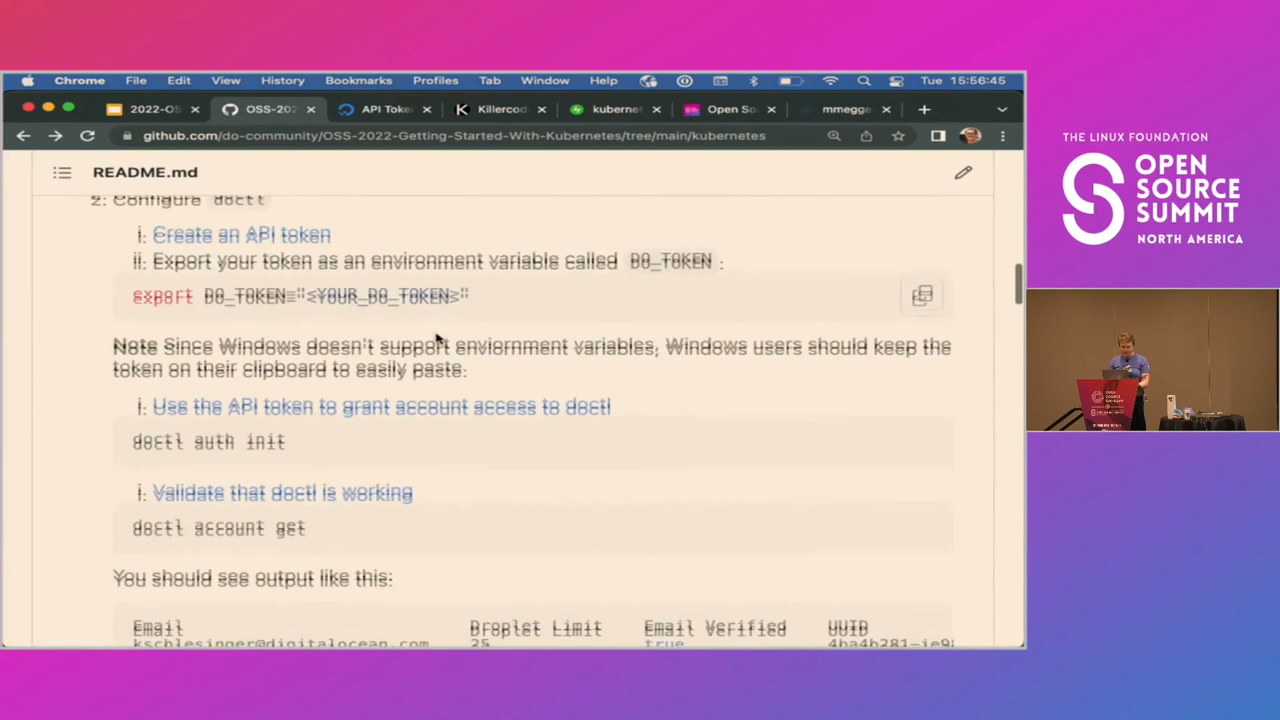 Chrome File Edit View History Bookmarks Profiles Tab Window Help Tue 15:56:45
2022-OS OSS-202 API Toke Killercod kubernet Open So mmegge
github.com/do-community/OSS-2022-Getting-Started-With-Kubernetes/tree/main/kubernetes
README.md
2. Configure doctl
i. Create an API token
ii. Export your token as an environment variable called DO_TOKEN :
export DO_TOKEN="<YOUR_DO_TOKEN>"
Note Since Windows doesn't support enviornment variables, Windows users should keep the
token on their clipboard to easily paste:
i. Use the API token to grant account access to doctl
doctl auth init
i. Validate that doctl is working
doctl account get
You should see output like this:
Email Droplet Limit Email Verified UUID
kschlesinger@digitalocean.com 25 true
THE LINUX FOUNDATION
OPEN
SOURCE
SUMMIT
NORTH AMERICA